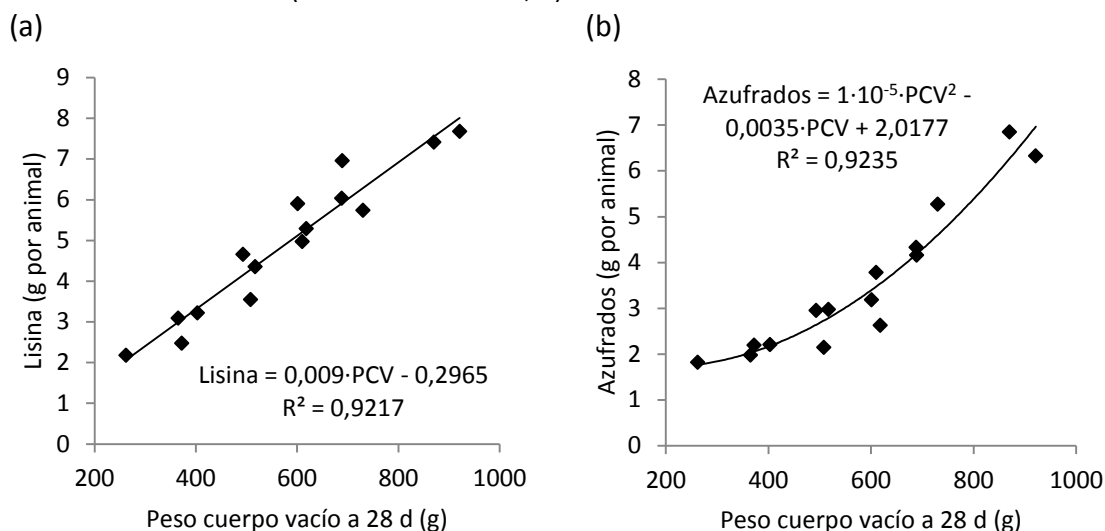 (a)
Lisina (g por animal)
9
8
7
6
5
4
3
2
1
0
Lisina = 0,009·PCV - 0,2965
R² = 0,9217
200 400 600 800 1000
Peso cuerpo vacío a 28 d (g)
(b)
Azufrados (g por animal)
8
7
6
5
4
3
2
1
0
Azufrados = 1·10⁻⁵·PCV² -
0,0035·PCV + 2,0177
R² = 0,9235
200 400 600 800 1000
Peso cuerpo vacío a 28 d (g)